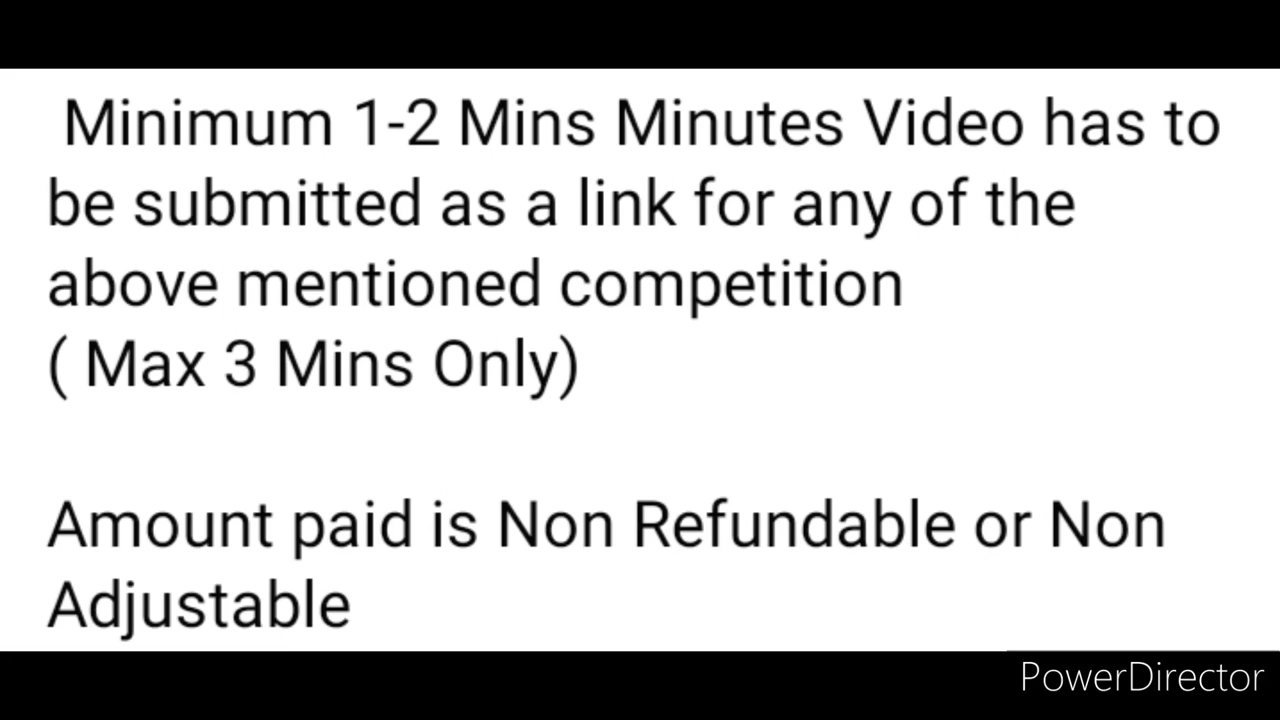 Minimum 1-2 Mins Minutes Video has to
be submitted as a link for any of the
above mentioned competition
( Max 3 Mins Only)
Amount paid is Non Refundable or Non
Adjustable
PowerDirector